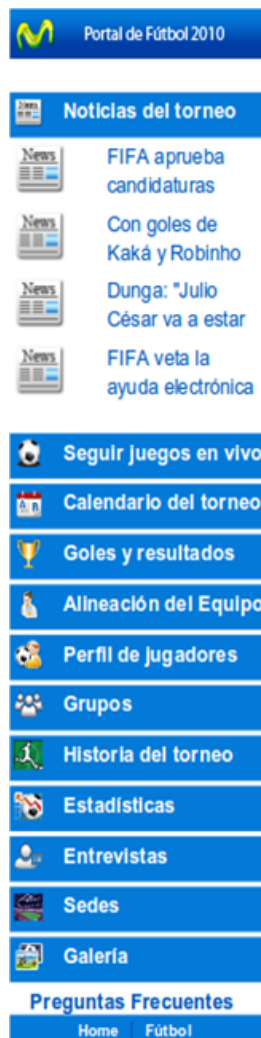 Portal de Fútbol 2010
Noticias del torneo
News
FIFA aprueba
candidaturas
News
Con goles de
Kaká y Robinho
News
Dunga: "Julio
César va a estar
News
FIFA veta la
ayuda electrónica
Seguir juegos en vivo
Calendario del torneo
Goles y resultados
Alineación del Equipo
Perfil de jugadores
Grupos
Historia del torneo
Estadísticas
Entrevistas
Sedes
Galería
Preguntas Frecuentes
Home Fútbol